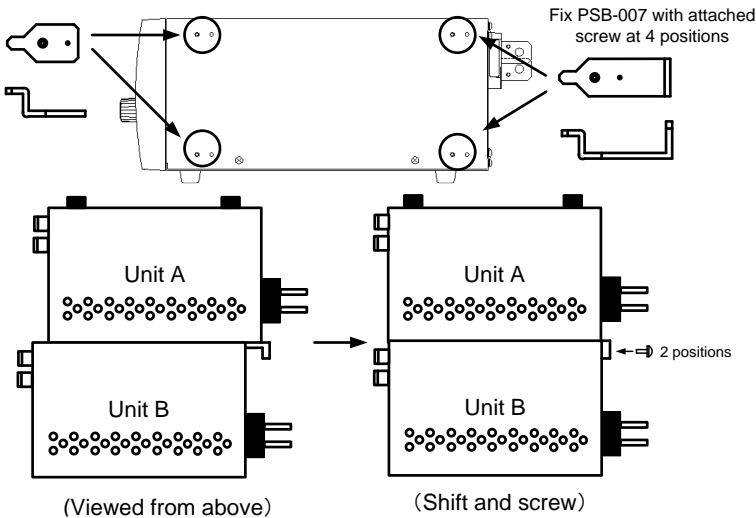 Fix PSB-007 with attached
screw at 4 positions
Unit A
Unit A
2 positions
Unit B
Unit B
(Viewed from above)
（Shift and screw）